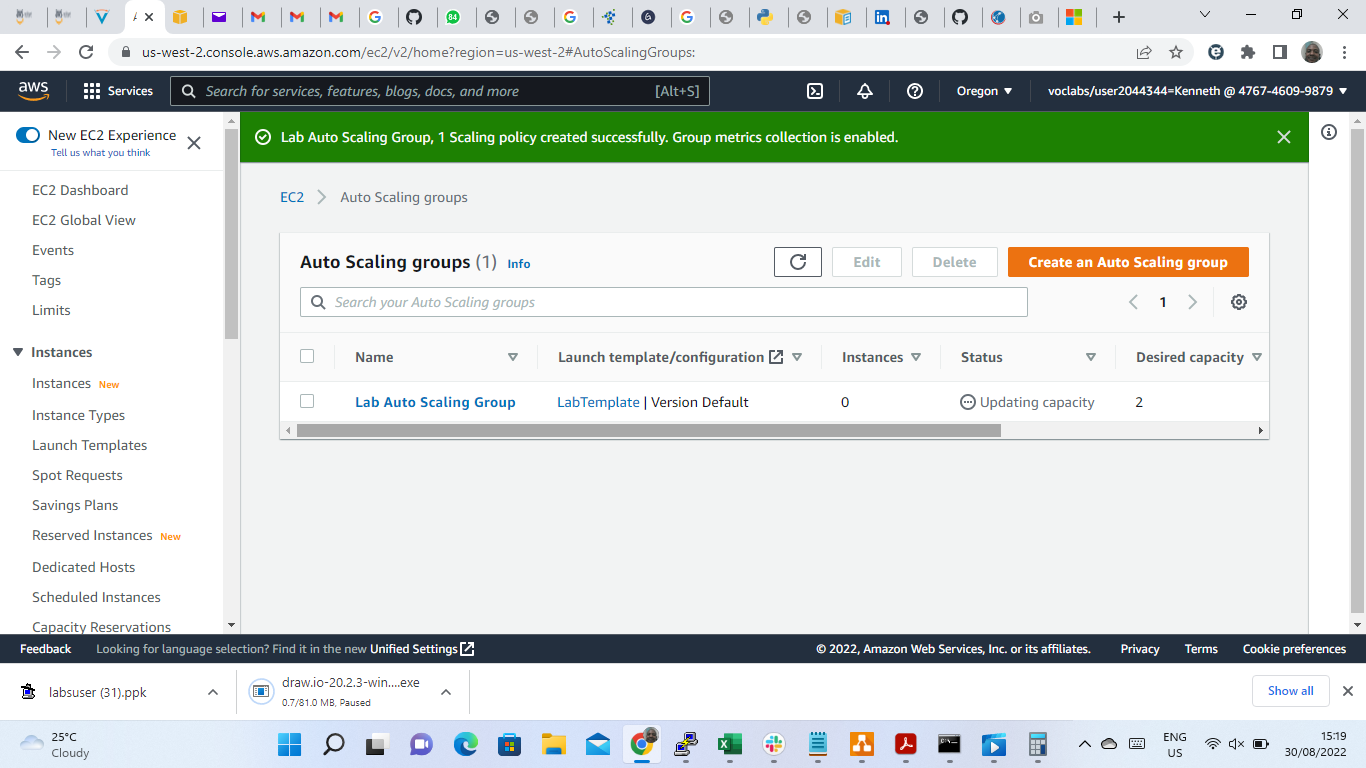 A
84
us-west-2.console.aws.amazon.com/ec2/v2/home?region=us-west-2#AutoScalingGroups:
aws
Services
Search for services, features, blogs, docs, and more
[Alt+S]
Oregon
voclabs/user2044344=Kenneth @ 4767-4609-9879
New EC2 Experience
Tell us what you think
EC2 Dashboard
EC2 Global View
Events
Tags
Limits
Instances
Instances New
Instance Types
Launch Templates
Spot Requests
Savings Plans
Reserved Instances New
Dedicated Hosts
Scheduled Instances
Capacity Reservations
Lab Auto Scaling Group, 1 Scaling policy created successfully. Group metrics collection is enabled.
EC2
Auto Scaling groups
Auto Scaling groups (1) Info
Edit
Delete
Create an Auto Scaling group
Search your Auto Scaling groups
1
Name
Launch template/configuration
Instances
Status
Desired capacity
Lab Auto Scaling Group
LabTemplate | Version Default
0
Updating capacity
2
Feedback
Looking for language selection? Find it in the new Unified Settings
© 2022, Amazon Web Services, Inc. or its affiliates.
Privacy
Terms
Cookie preferences
labsuser (31).ppk
draw.io-20.2.3-win....exe
0.7/81.0 MB, Paused
Show all
25°C
Cloudy
ENG
US
15:19
30/08/2022